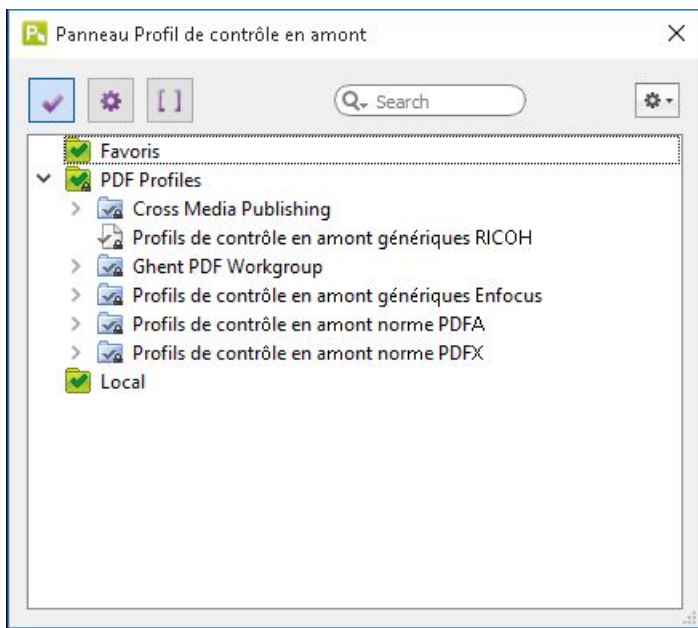 Panneau Profil de contrôle en amont
Search
Favoris
PDF Profiles
Cross Media Publishing
Profils de contrôle en amont génériques RICOH
Ghent PDF Workgroup
Profils de contrôle en amont génériques Enfocus
Profils de contrôle en amont norme PDFA
Profils de contrôle en amont norme PDFX
Local